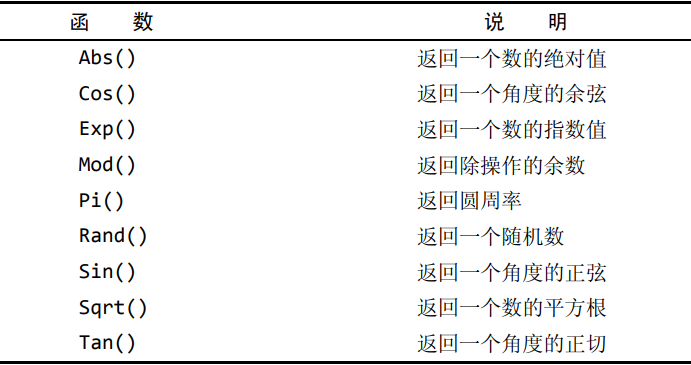 函 数 说 明
Abs() 返回一个数的绝对值
Cos() 返回一个角度的余弦
Exp() 返回一个数的指数值
Mod() 返回除操作的余数
Pi() 返回圆周率
Rand() 返回一个随机数
Sin() 返回一个角度的正弦
Sqrt() 返回一个数的平方根
Tan() 返回一个角度的正切